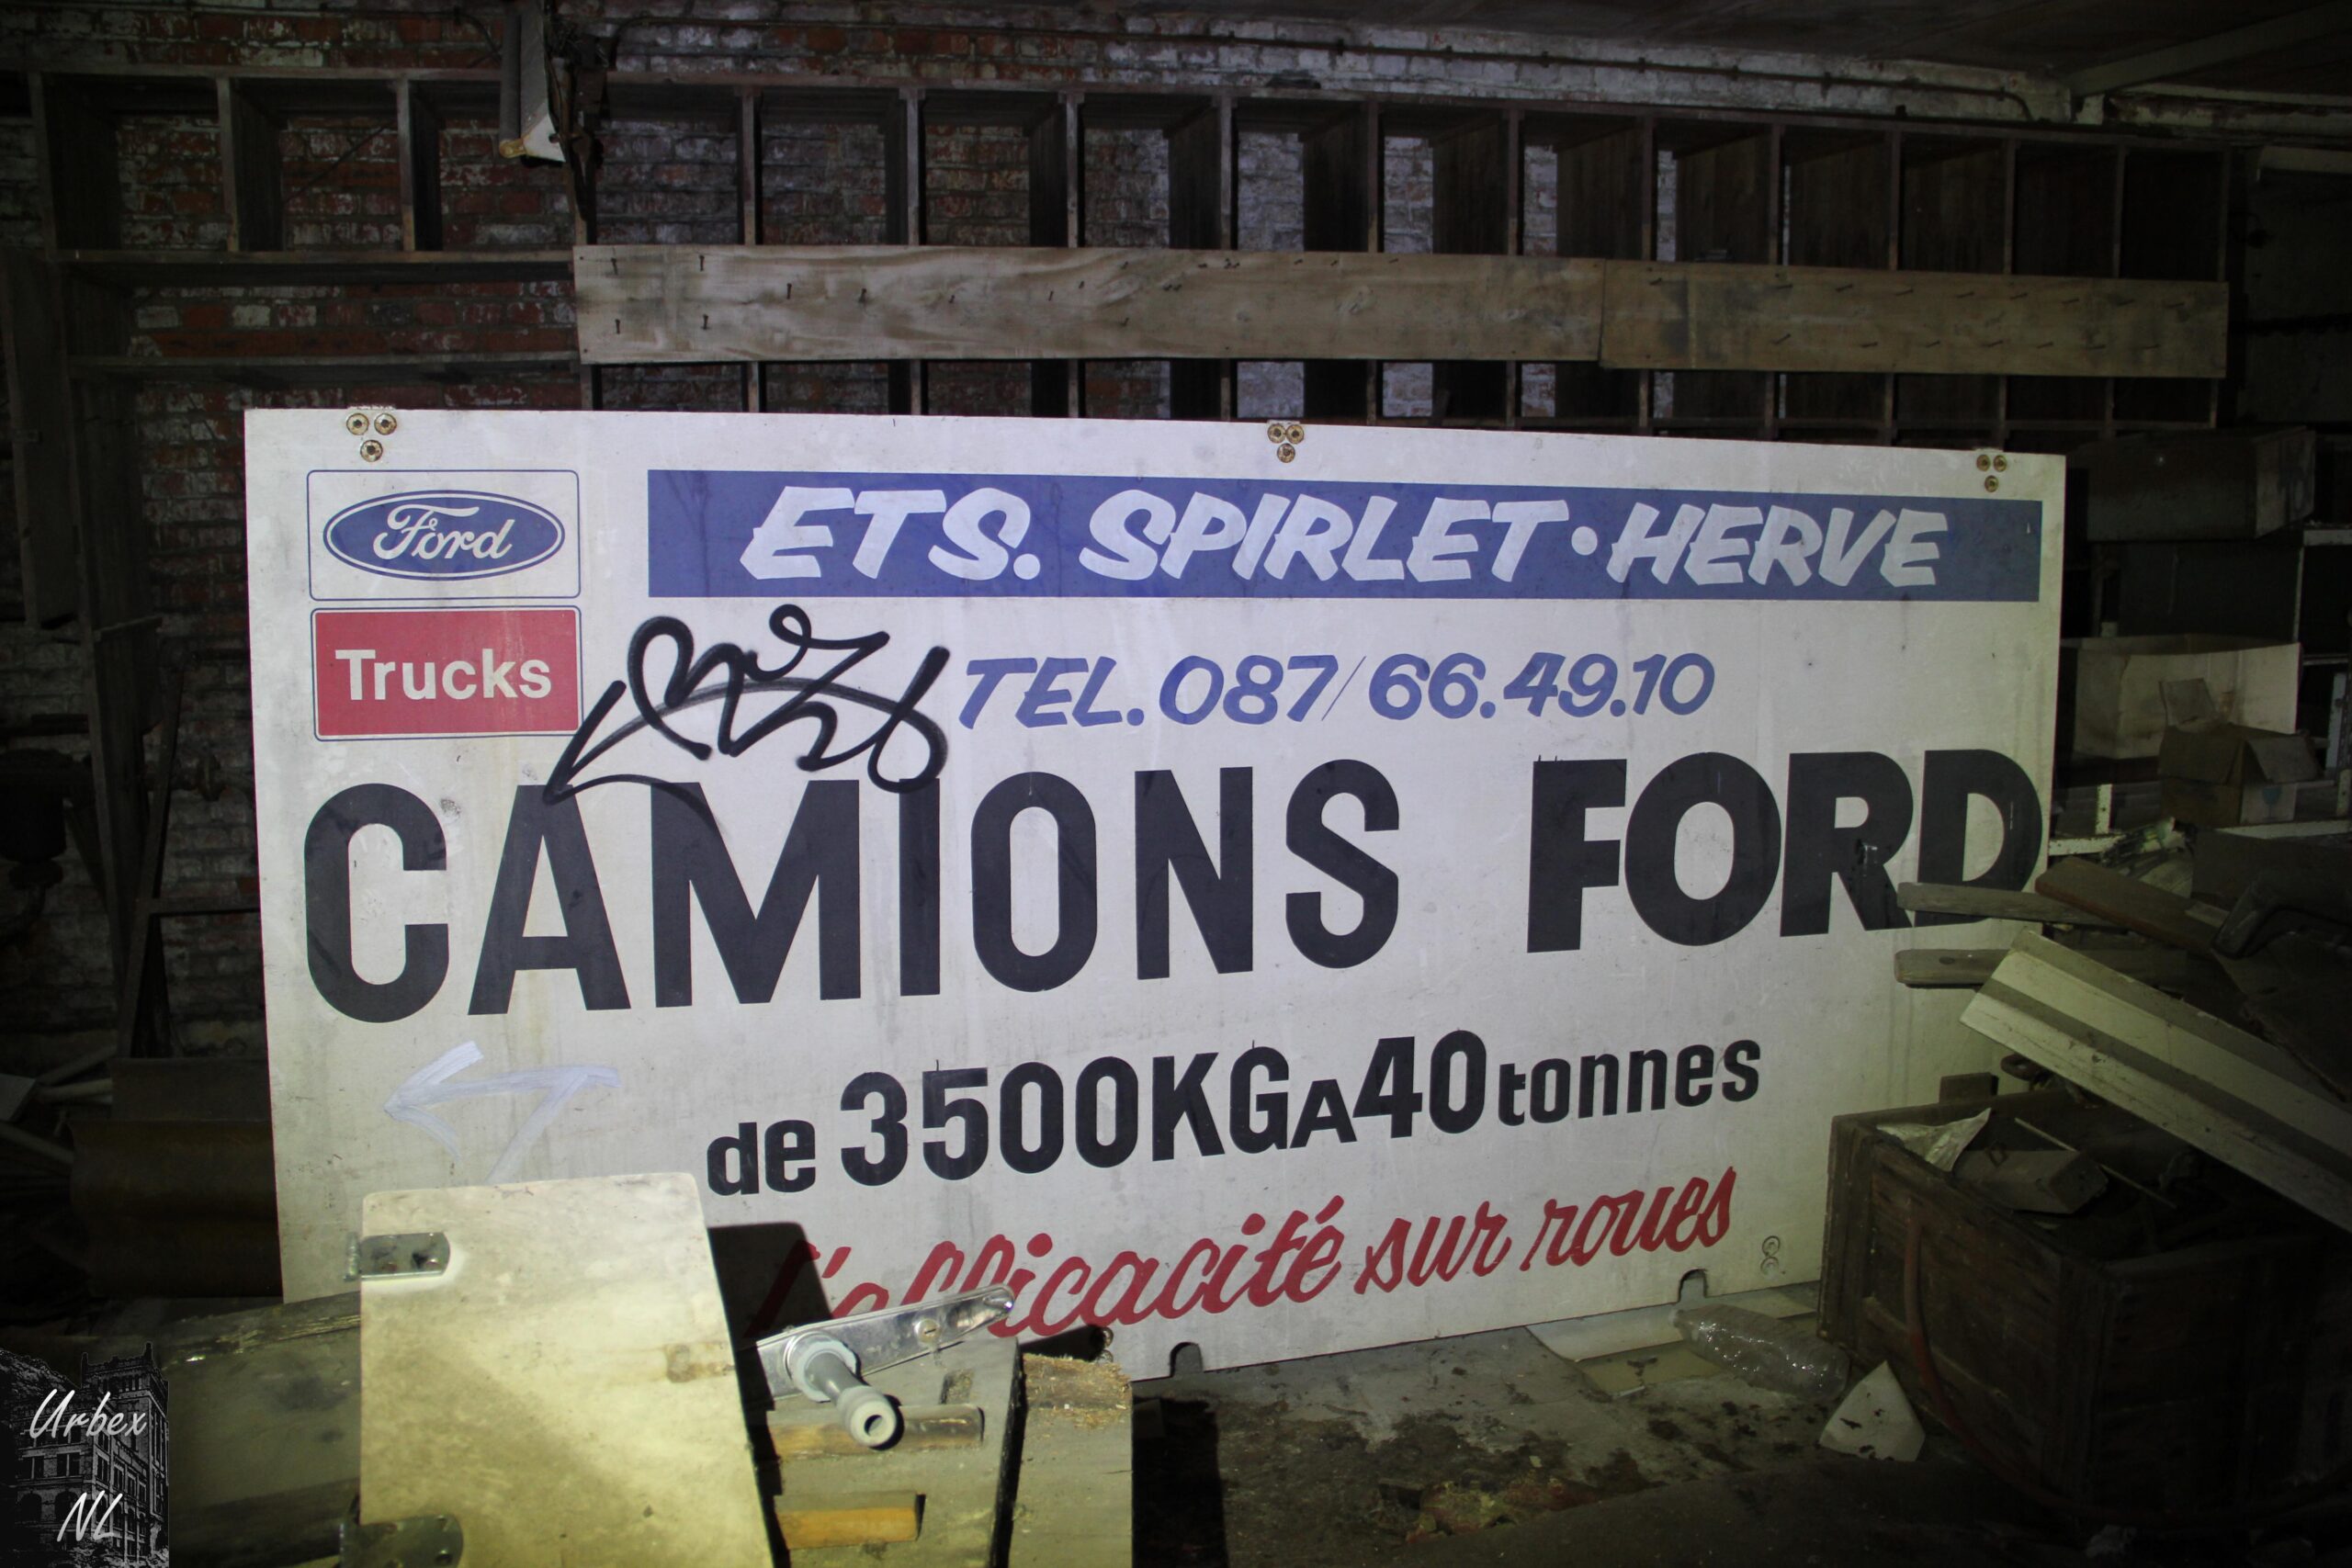 Ford
ETS. SPIRLET • HERVE
Trucks
TEL. 087/66.49.10
CAMIONS FORD
de 3500KG A 40 tonnes
l'efficacité sur roues
Urbex
NL